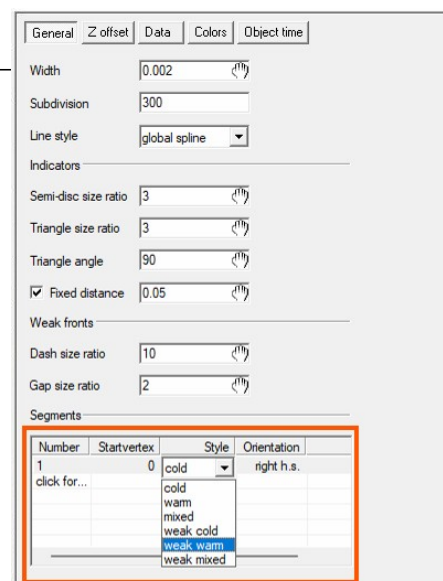 General Z offset Data Colors Object time
Width 0.002
Subdivision 300
Line style global spline
Indicators
Semi-disc size ratio 3
Triangle size ratio 3
Triangle angle 90
Fixed distance 0.05
Weak fronts
Dash size ratio 10
Gap size ratio 2
Segments
Number Startvertex Style Orientation
1 0 cold right h.s.
click for...
cold
warm
mixed
weak cold
weak warm
weak mixed